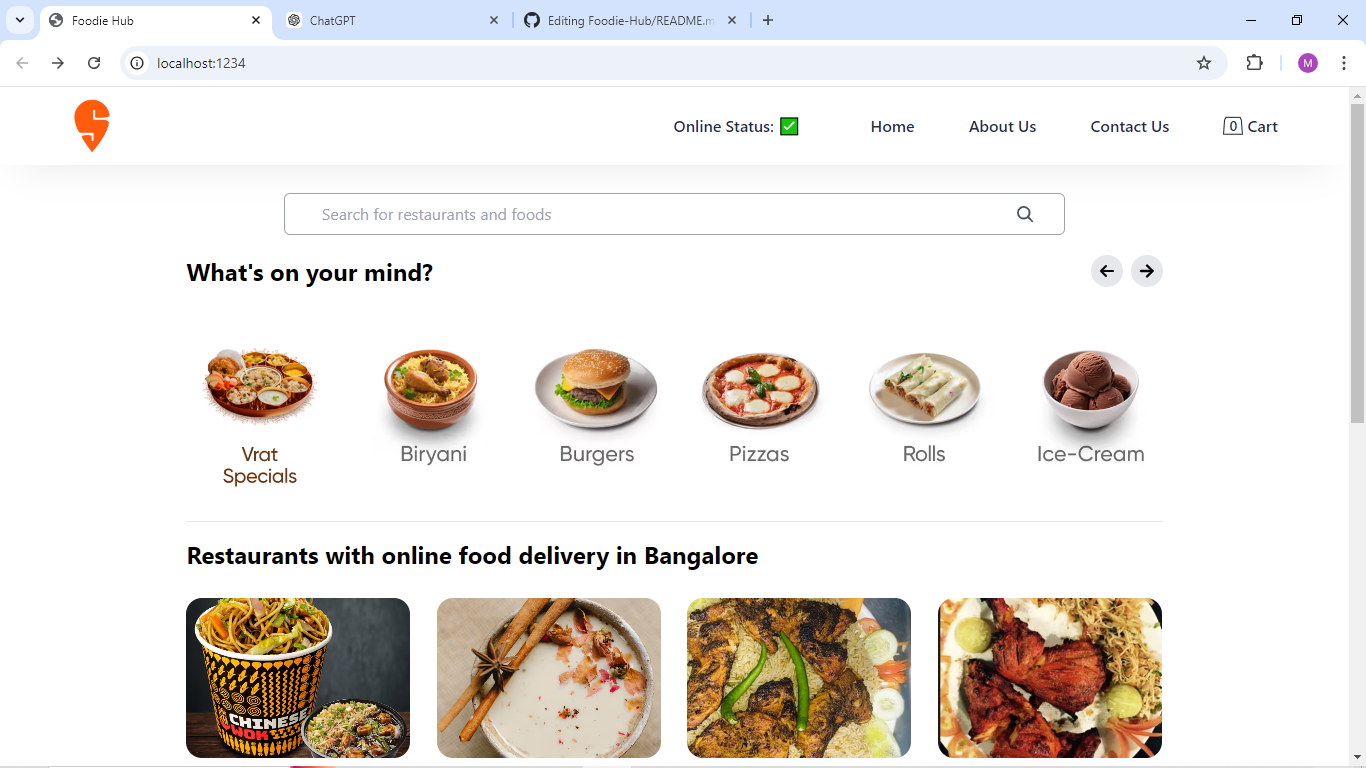 Foodie Hub
ChatGPT
Editing Foodie-Hub/README.m
localhost:1234
M
Online Status: ✅
Home
About Us
Contact Us
0 Cart
Search for restaurants and foods
What's on your mind?
Vrat
Specials
Biryani
Burgers
Pizzas
Rolls
Ice-Cream
Restaurants with online food delivery in Bangalore
CHINESE
WOK